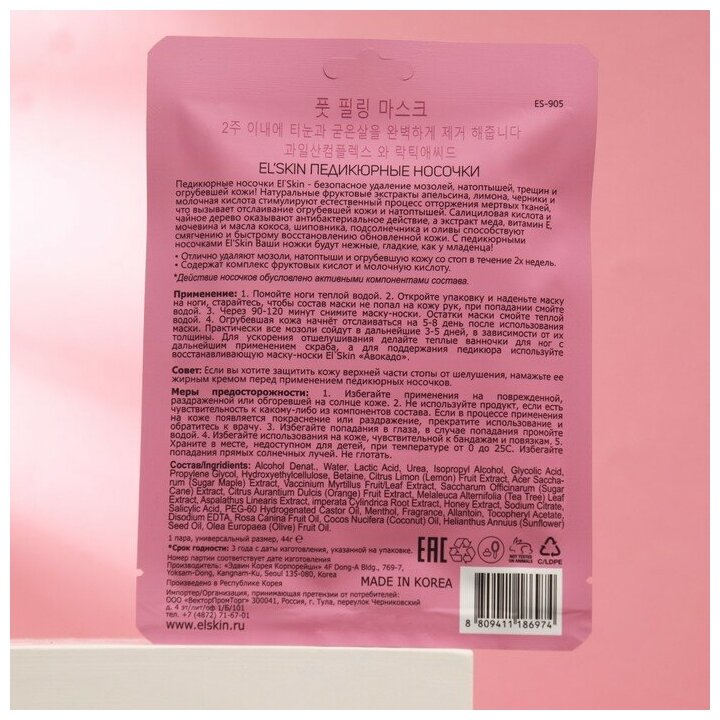 풋 필링 마스크
ES-905
2주 이내에 티눈과 굳은살을 완벽하게 제거 해줍니다
과일산컴플렉스 와 락틱애씨드
EL'SKIN ПЕДИКЮРНЫЕ НОСОЧКИ
Педикюрные носочки El'Skin - безопасное удаление мозолей, натоптышей, трещин и
огрубевшей кожи! Натуральные фруктовые экстракты апельсина, лимона, черники и
молочная кислота стимулируют естественный процесс отторжения мертвых тканей,
что вызывает отслаивание огрубевшей кожи и натоптышей. Салициловая кислота и
чайное дерево оказывают антибактериальное действие, а экстракт меда, витамин Е,
мочевина и масла кокоса, шиповника, подсолнечника и оливы способствуют
смягчению и быстрому восстановлению обновленной кожи. С педикюрными
носочками El'Skin Ваши ножки будут нежные, гладкие, как у младенца!
• Отлично удаляют мозоли, натоптыши и огрубевшую кожу со стоп в течение 2х недель.
• Содержат комплекс фруктовых кислот и молочную кислоту.
*Действие носочков обусловлено активными компонентами состава.
Применение: 1. Помойте ноги теплой водой. 2. Откройте упаковку и наденьте маску
на ноги, старайтесь, чтобы состав маски не попал на кожу рук, при попадании смойте
водой. 3. Через 90-120 минут снимите маску-носки. Остатки маски смойте теплой
водой. 4. Огрубевшая кожа начнёт отслаиваться на 5-8 день после использования
маски. Практически все мозоли сойдут в дальнейшие 3-5 дней, в зависимости от их
толщины. Для ускорения отшелушивания делайте теплые ванночки для ног с
дальнейшим применением скраба, а для поддержания педикюра используйте
восстанавливающую маску-носки El'Skin «Авокадо».
Совет: Если вы хотите защитить кожу верхней части стопы от шелушения, намажьте ее
жирным кремом перед применением педикюрных носочков.
Меры предосторожности: 1. Избегайте применения на поврежденной,
раздраженной или обгоревшей на солнце коже. 2. Не используйте продукт, если есть
чувствительность к какому-либо из компонентов состава. Если в процессе применения
на коже появляется покраснение или раздражение, прекратите использование и
обратитесь к врачу. 3. Избегайте попадания в глаза, в случае попадания промойте
водой. 4. Избегайте использования на коже, чувствительной к бандажам и повязкам. 5.
Храните в месте, недоступном для детей, при температуре от 0 до 25С. Избегайте
попадания прямых солнечных лучей. Не глотать.
Состав/Ingridients: Alcohol Denat., Water, Lactic Acid, Urea, Isopropyl Alcohol, Glycolic Acid,
Propylene Glycol, Hydroxyethylcellulose, Betaine, Citrus Limon (Lemon) Fruit Extract, Acer Saccha-
rum (Sugar Maple) Extract, Vaccinium Myrtillus Fruit/Leaf Extract, Saccharum Officinarum (Sugar
Cane) Extract, Citrus Aurantium Dulcis (Orange) Fruit Extract, Melaleuca Alternifolia (Tea Tree) Leaf
Extract, Aspalathus Linearis Extract, imperata Cylindrica Root Extract, Honey Extract, Sodium Citrate,
Salicylic Acid, PEG-60 Hydrogenated Castor Oil, Menthol, Fragrance, Allantoin, Tocopheryl Acetate,
Disodium EDTA, Rosa Canina Fruit Oil, Cocos Nucifera (Coconut) Oil, Helianthus Annuus (Sunflower)
Seed Oil, Olea Europaea (Olive) Fruit Oil.
1 пара, универсальный размер, 44г ℮
*Срок годности: 3 года с даты изготовления, указанной на упаковке.
Номер партии соответствует дате изготовления
Производитель: «Эдвин Корея Корпорейшн» 4F Dong-A Bldg., 769-7,
Yoksam-Dong, Kangnam-Ku, Seoul 135-080, Korea
Произведено в Республике Корея
Импортер/Организация, принимающая претензии от потребителей:
ООО «ВекторПромТорг» 300041, Россия, г. Тула, переулок Черниковский
д. 4 эт/лит/оф 1/Б/101
тел. +7 (4872) 71-67-01
www.elskin.ru
EAC
NOT TESTED
ON ANIMALS
C/LDPE
MADE IN KOREA
8 809411 186974